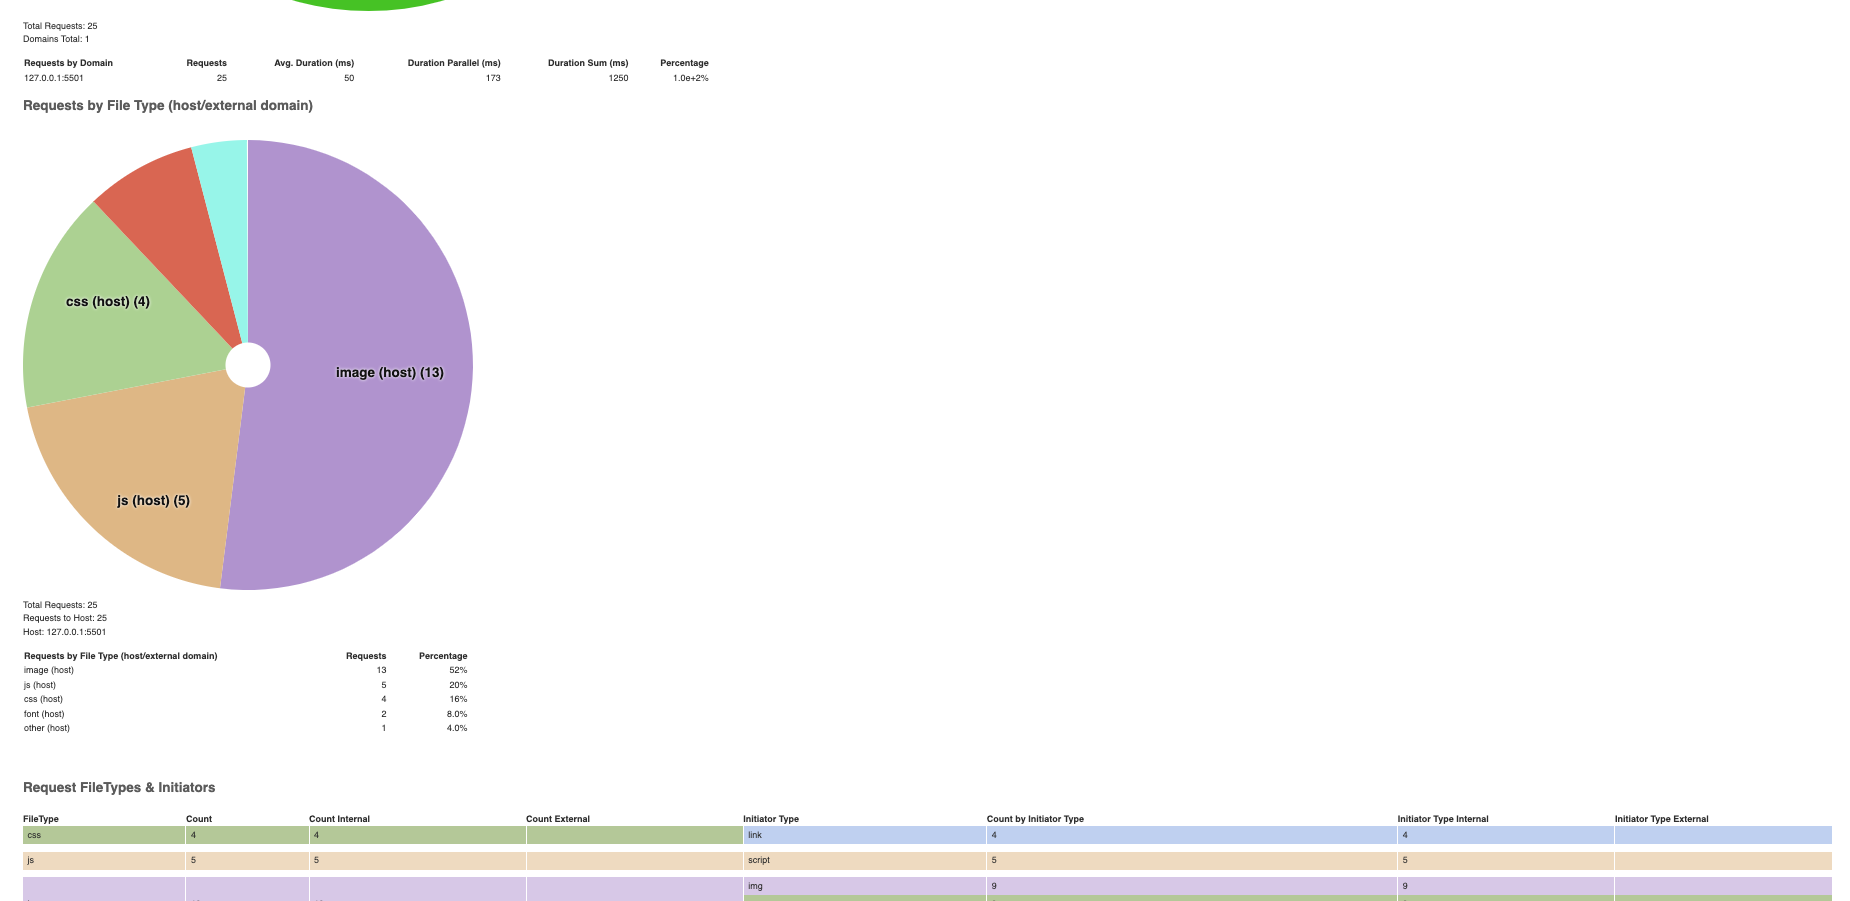 Total Requests: 25
Domains Total: 1
Requests by Domain Requests Avg. Duration (ms) Duration Parallel (ms) Duration Sum (ms) Percentage
127.0.0.1:5501 25 50 173 1250 1.0e+2%
Requests by File Type (host/external domain)
css (host) (4)
image (host) (13)
js (host) (5)
Total Requests: 25
Requests to Host: 25
Host: 127.0.0.1:5501
Requests by File Type (host/external domain) Requests Percentage
image (host) 13 52%
js (host) 5 20%
css (host) 4 16%
font (host) 2 8.0%
other (host) 1 4.0%
Request FileTypes & Initiators
FileType Count Count Internal Count External Initiator Type Count by Initiator Type Initiator Type Internal Initiator Type External
css 4 4 link 4 4
js 5 5 script 5 5
img 9 9